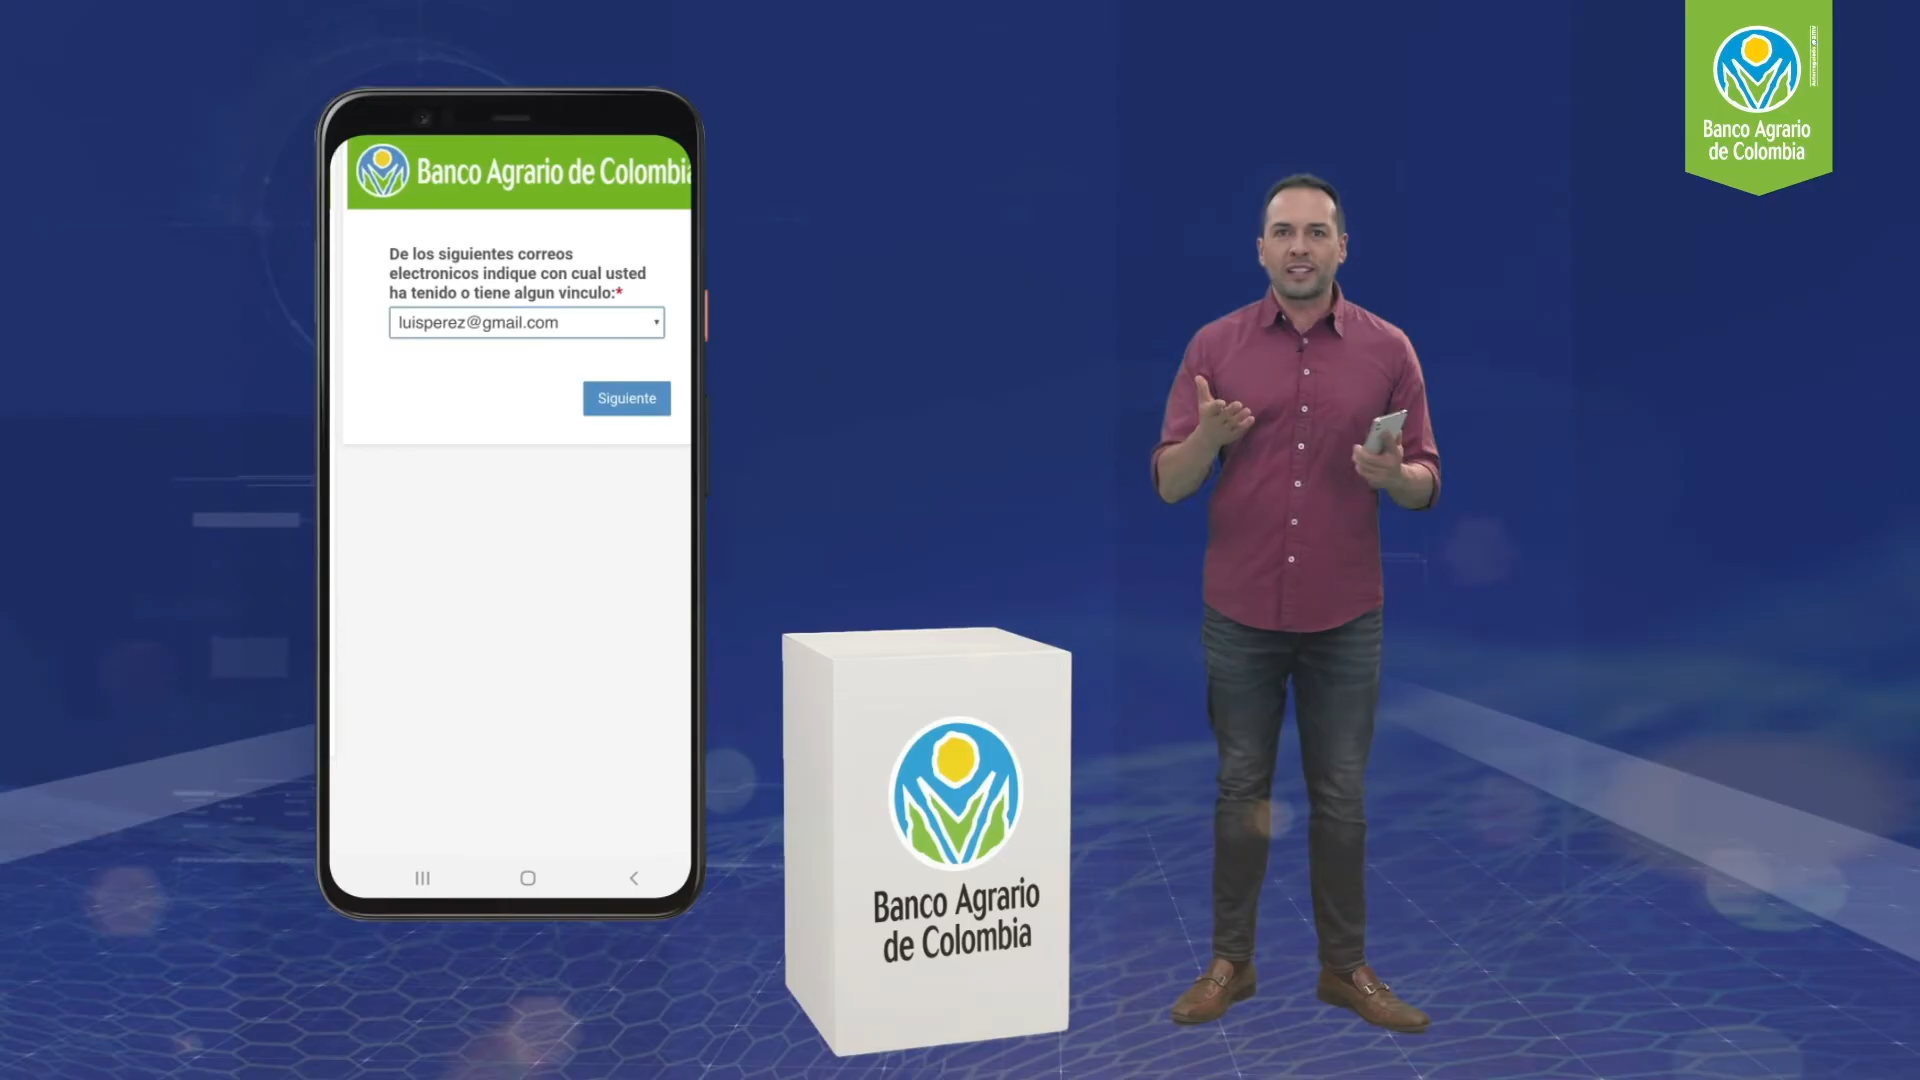 Banco Agrario de Colombia
De los siguientes correos
electronicos indique con cual usted
ha tenido o tiene algun vinculo:*
luisperez@gmail.com
Siguiente
Banco Agrario
de Colombia
Banco Agrario
de Colombia